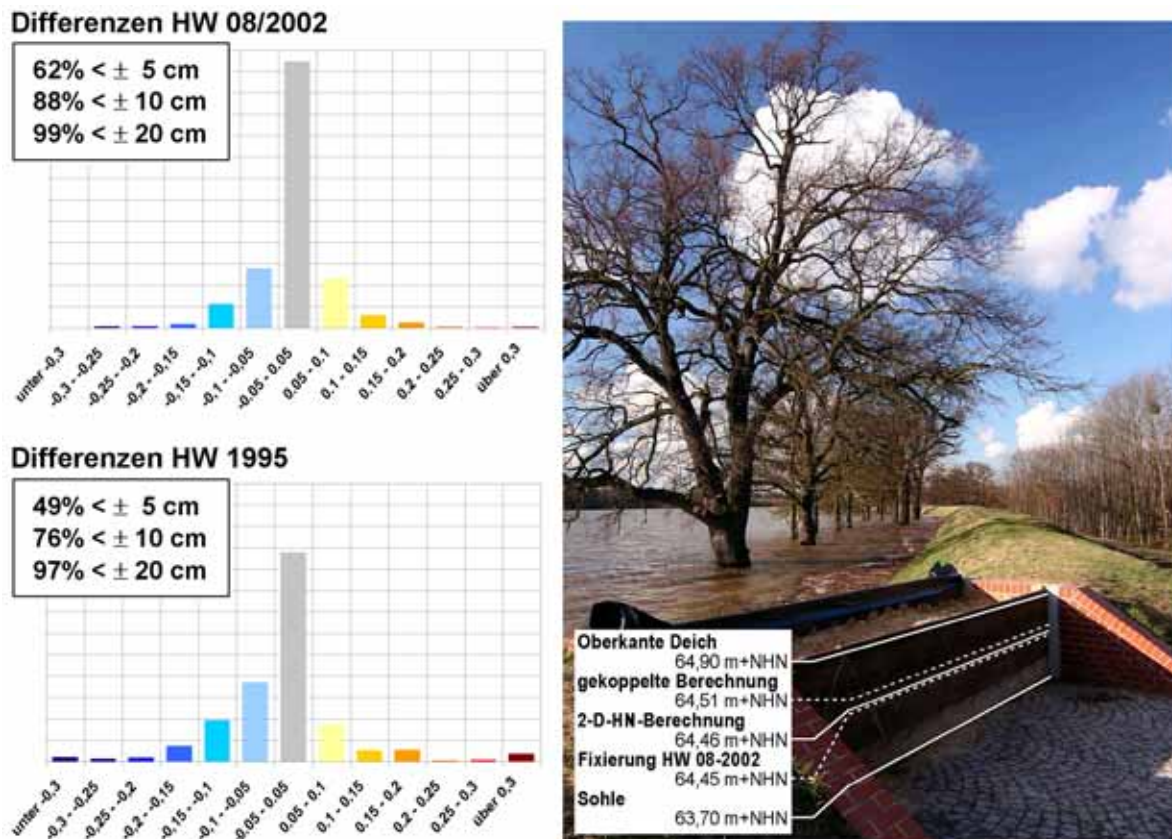 Differenzen HW 08/2002
62% < ± 5 cm
88% < ± 10 cm
99% < ± 20 cm
unter -0,3
-0,3 - -0,25
-0,25 - -0,2
-0,2 - -0,15
-0,15 - -0,1
-0,1 - -0,05
-0.05 - 0.05
0.05 - 0.1
0.1 - 0.15
0.15 - 0.2
0.2 - 0.25
0.25 - 0.3
über 0.3
Differenzen HW 1995
49% < ± 5 cm
76% < ± 10 cm
97% < ± 20 cm
unter -0,3
-0,3 - -0,25
-0,25 - -0,2
-0,2 - -0,15
-0,15 - -0,1
-0,1 - -0,05
-0.05 - 0.05
0.05 - 0.1
0.1 - 0.15
0.15 - 0.2
0.2 - 0.25
0.25 - 0.3
über 0,3
Oberkante Deich
64,90 m+NHN
gekoppelte Berechnung
64,51 m+NHN
2-D-HN-Berechnung
64,46 m+NHN
Fixierung HW 08-2002
64,45 m+NHN
Sohle
63,70 m+NHN